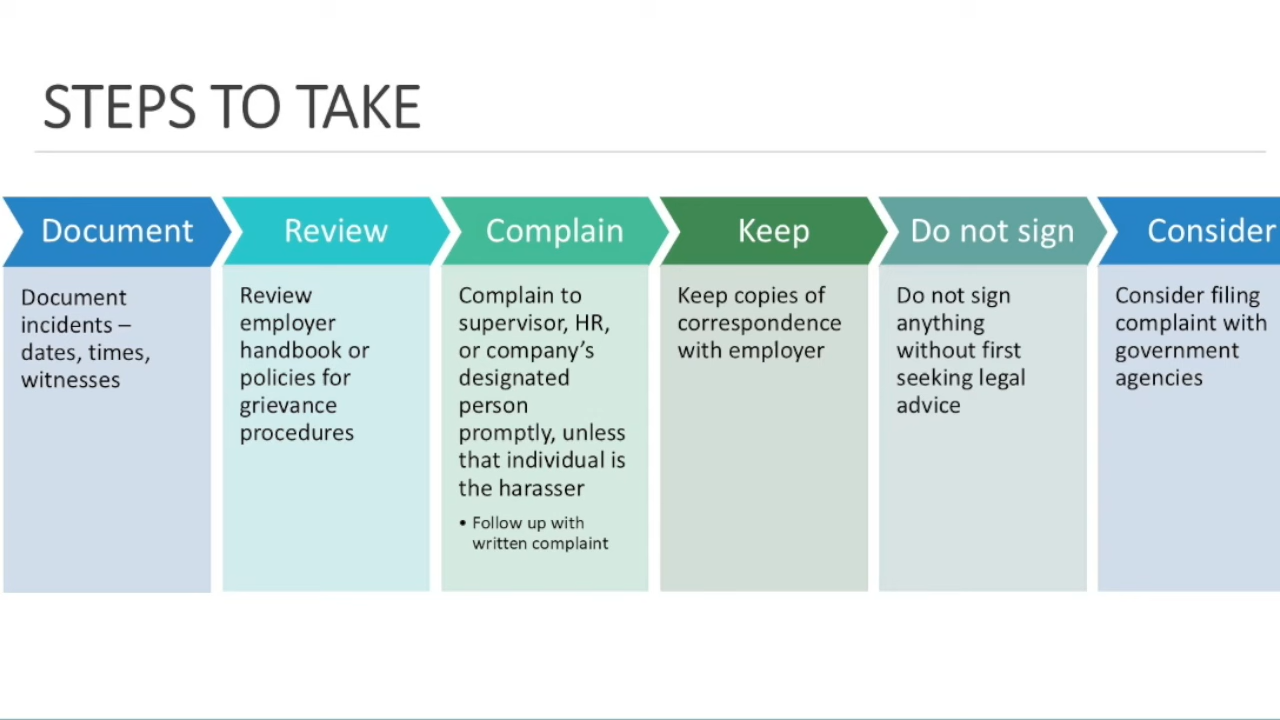 STEPS TO TAKE
Document
Document
incidents –
dates, times,
witnesses
Review
Review
employer
handbook or
policies for
grievance
procedures
Complain
Complain to
supervisor, HR,
or company’s
designated
person
promptly, unless
that individual is
the harasser
• Follow up with
written complaint
Keep
Keep copies of
correspondence
with employer
Do not sign
Do not sign
anything
without first
seeking legal
advice
Consider
Consider filing
complaint with
government
agencies